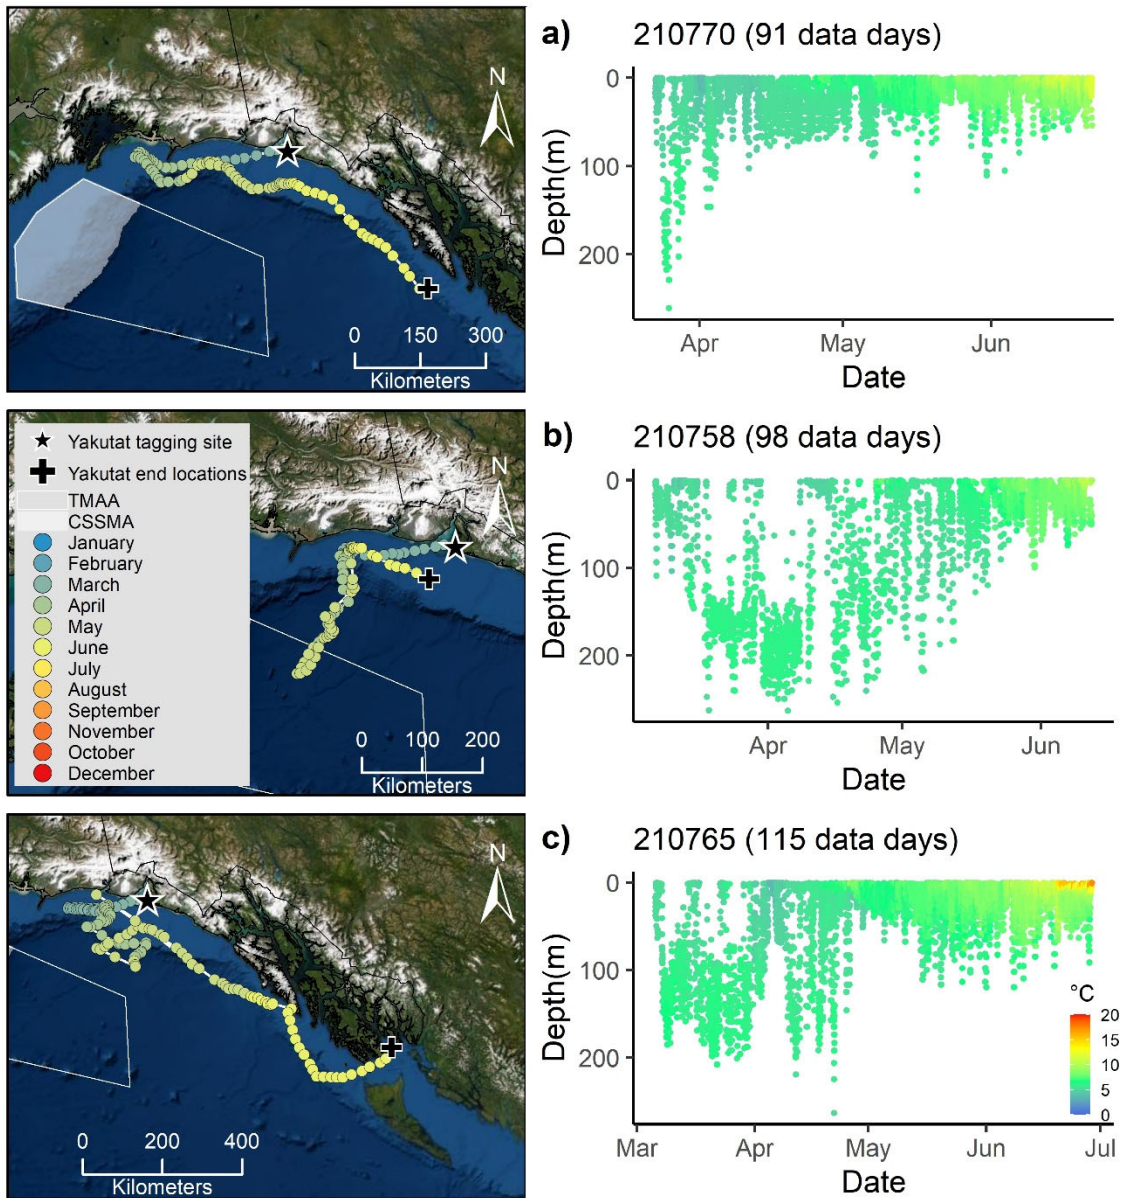 a)
210770 (91 data days)
N
0 150 300
Kilometers
0
100
200
Depth(m)
Apr May Jun
Date
b)
210758 (98 data days)
Yakutat tagging site
Yakutat end locations
TMAA
CSSMA
January
February
March
April
May
June
July
August
September
November
October
December
N
0 100 200
Kilometers
0
100
200
Depth(m)
Apr May Jun
Date
c)
210765 (115 data days)
N
0 200 400
Kilometers
0
100
200
Depth(m)
°C
20
15
10
5
0
Mar Apr May Jun Jul
Date